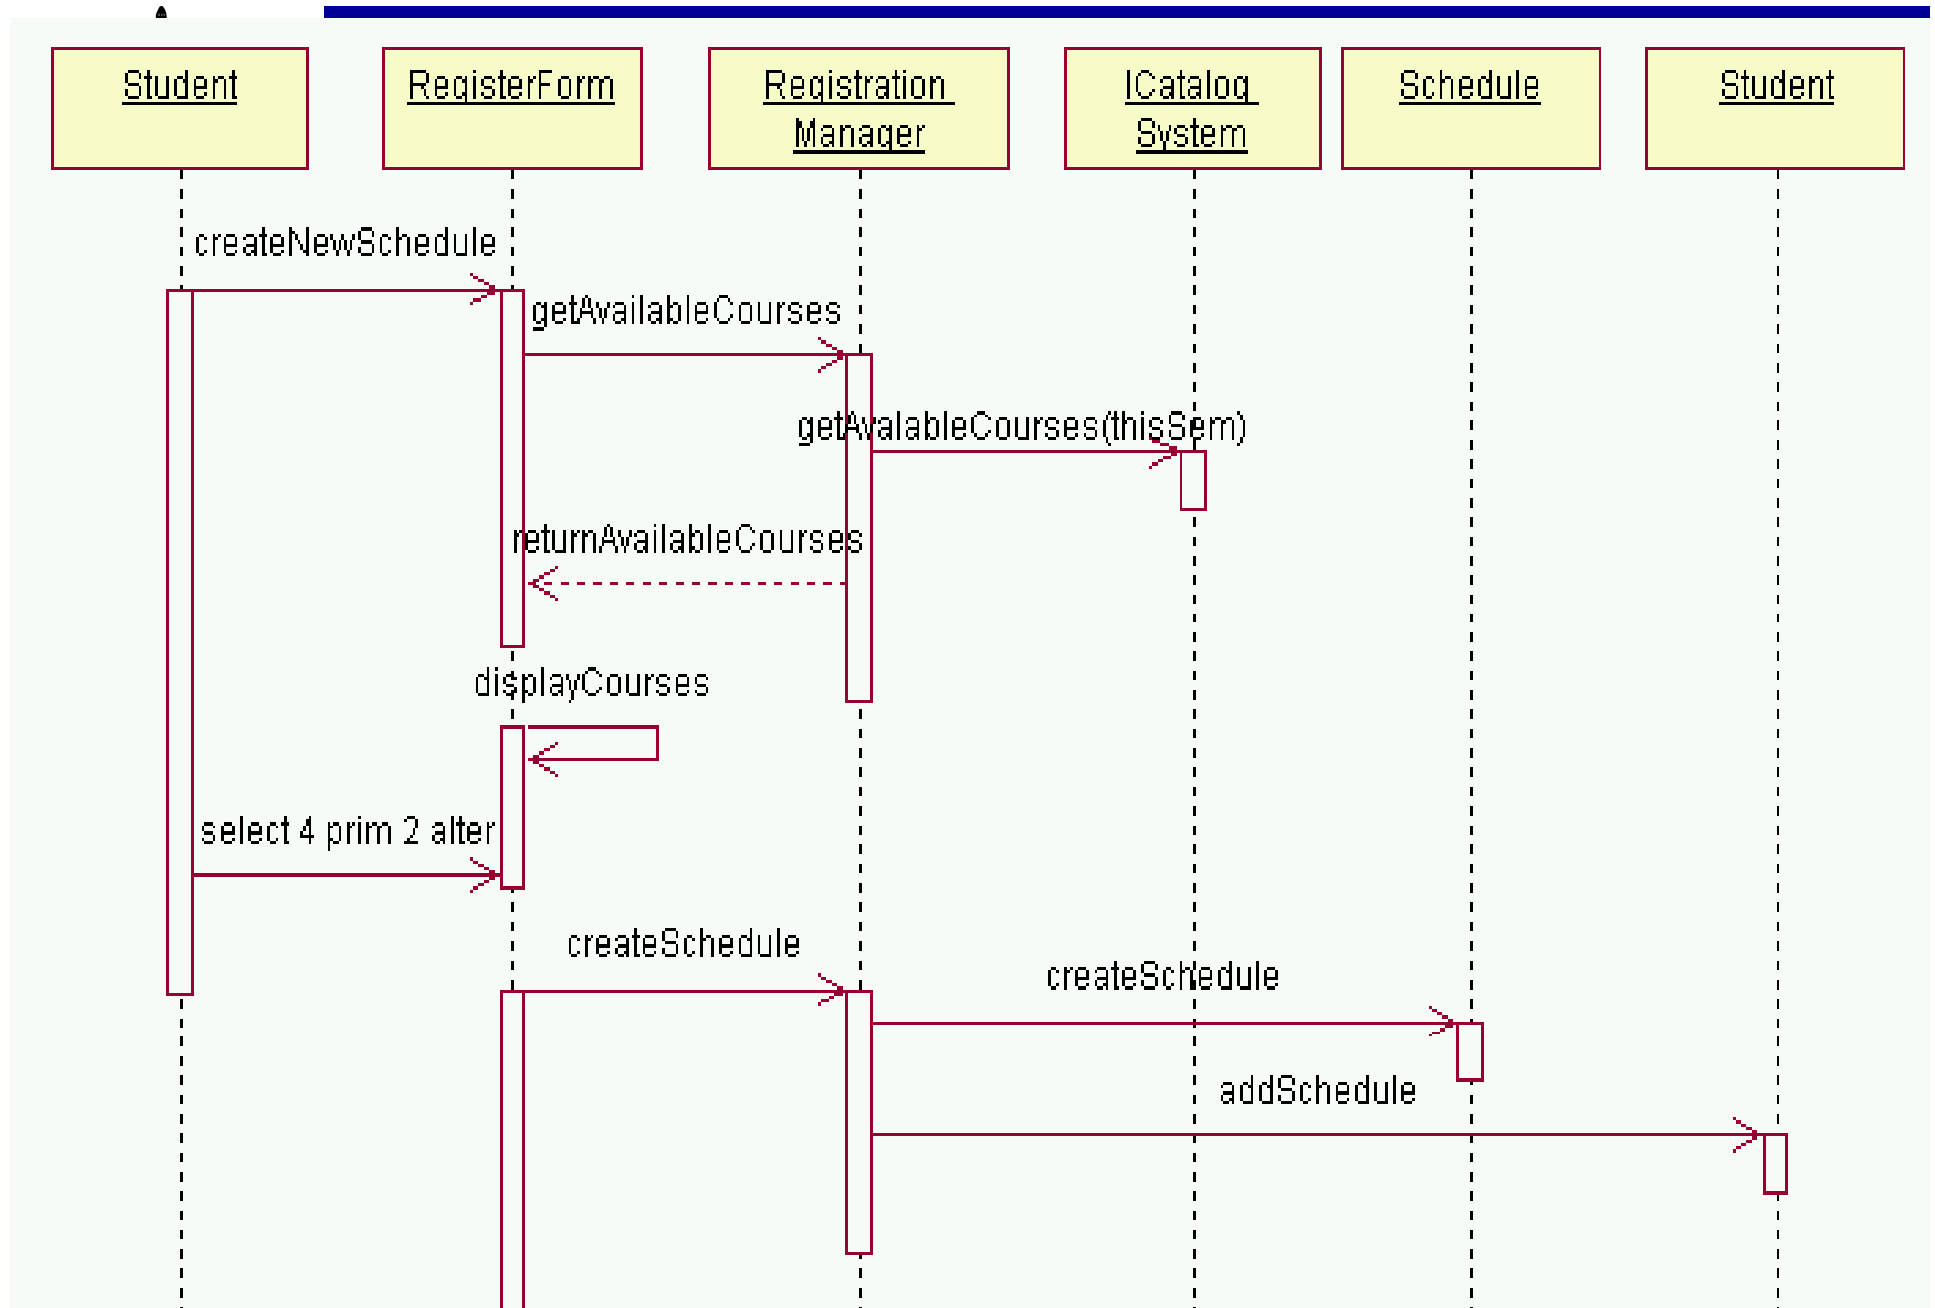 Student
RegisterForm
Registration
Manager
ICatalog
System
Schedule
Student
createNewSchedule
getAvailableCourses
getAvalableCourses(thisSem)
returnAvailableCourses
displayCourses
select 4 prim 2 alter
createSchedule
createSchedule
addSchedule